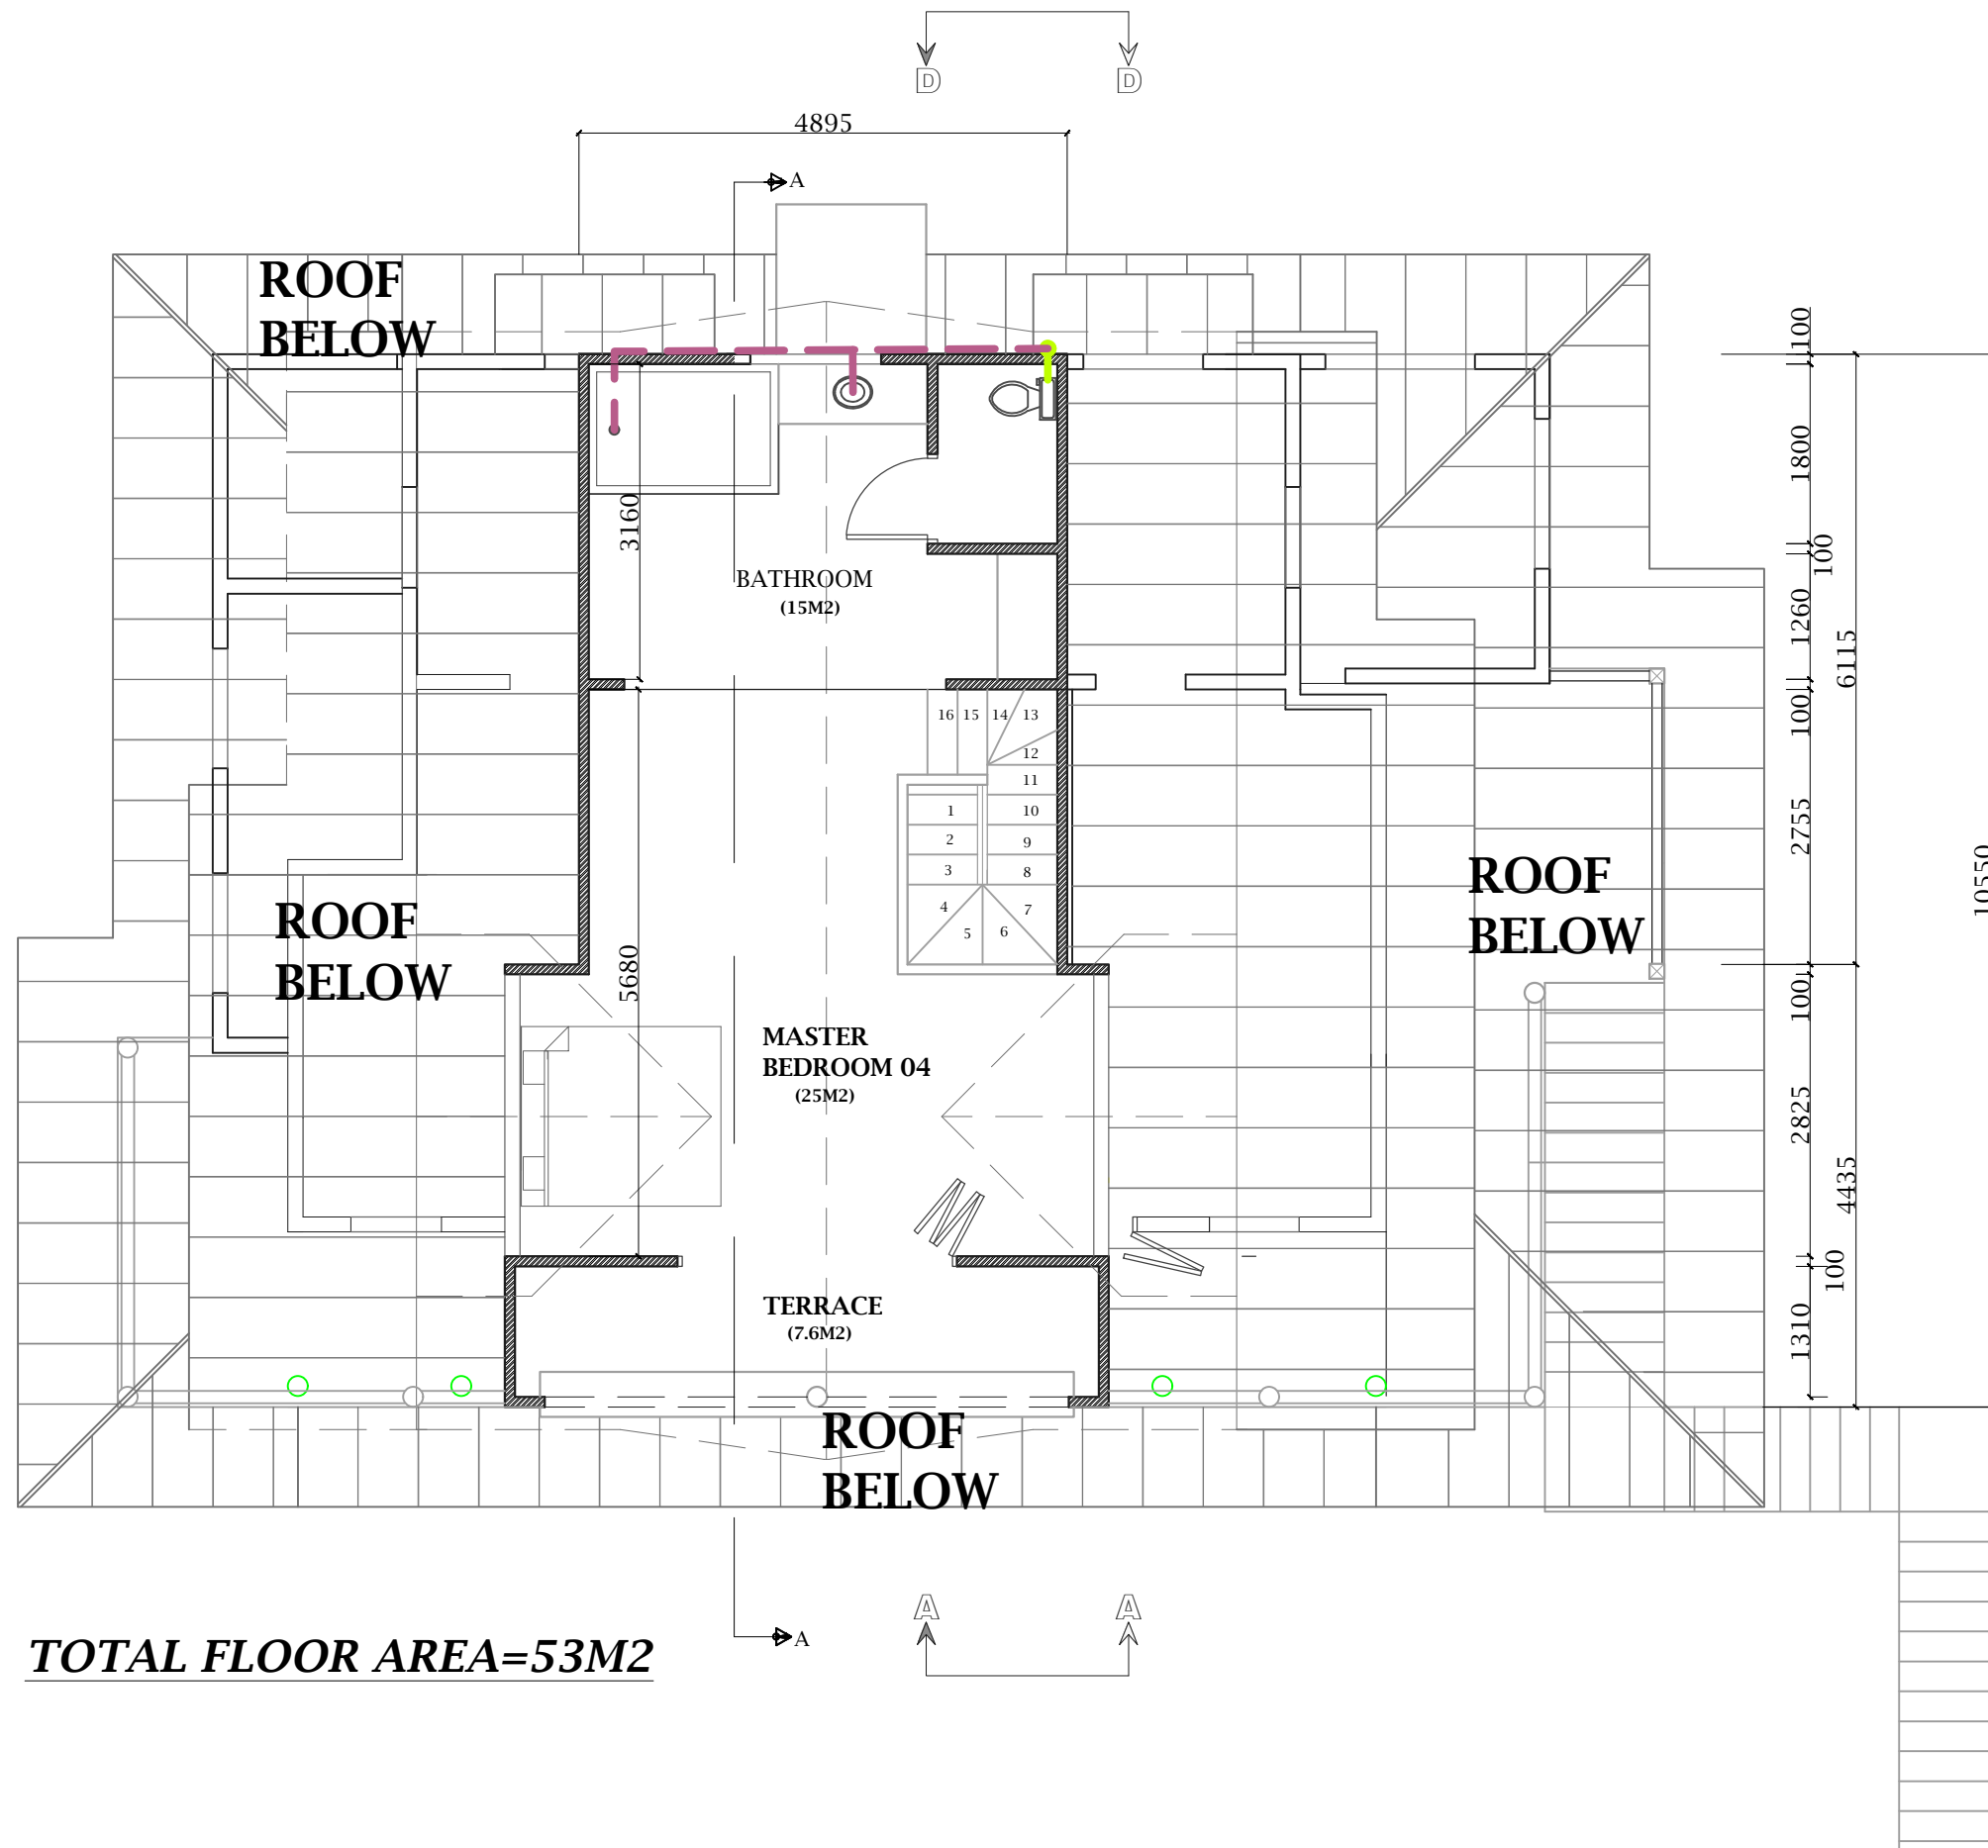 D
D
4895
A
ROOF
BELOW
100
1800
3160
100
BATHROOM
(15M2)
1260
6115
16
15
14
13
12
100
11
1
10
2
9
3
8
2755
10550
ROOF
BELOW
4
7
5
6
ROOF
BELOW
5680
100
MASTER
BEDROOM 04
(25M2)
2825
4435
100
TERRACE
(7.6M2)
1310
ROOF
BELOW
A
A
A
TOTAL FLOOR AREA=53M2